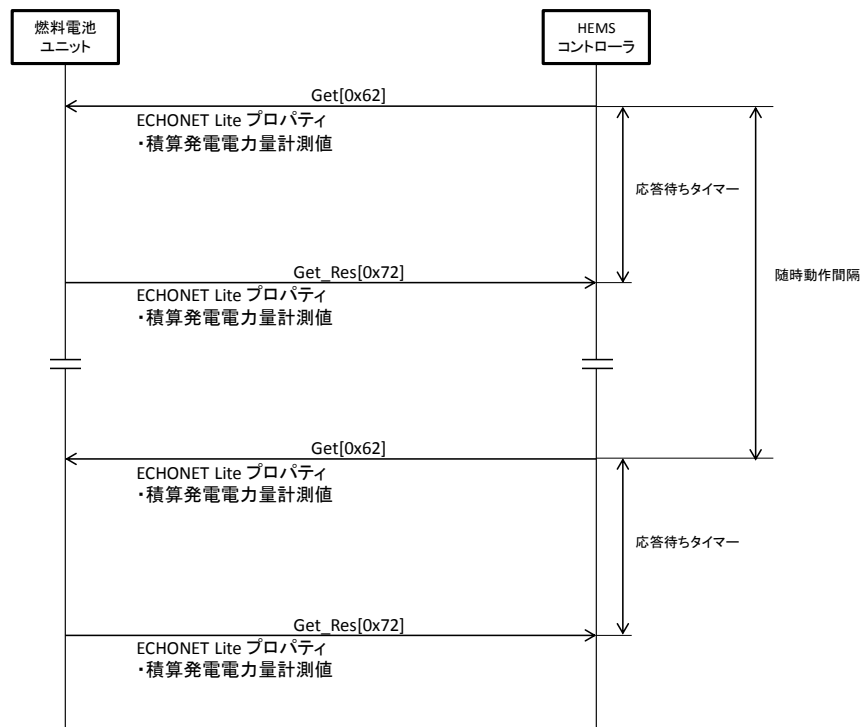 燃料電池
ユニット
HEMS
コントローラ
Get[0x62]
ECHONET Lite プロパティ
・積算発電電力量計測値
応答待ちタイマー
Get_Res[0x72]
ECHONET Lite プロパティ
・積算発電電力量計測値
随時動作間隔
Get[0x62]
ECHONET Lite プロパティ
・積算発電電力量計測値
応答待ちタイマー
Get_Res[0x72]
ECHONET Lite プロパティ
・積算発電電力量計測値